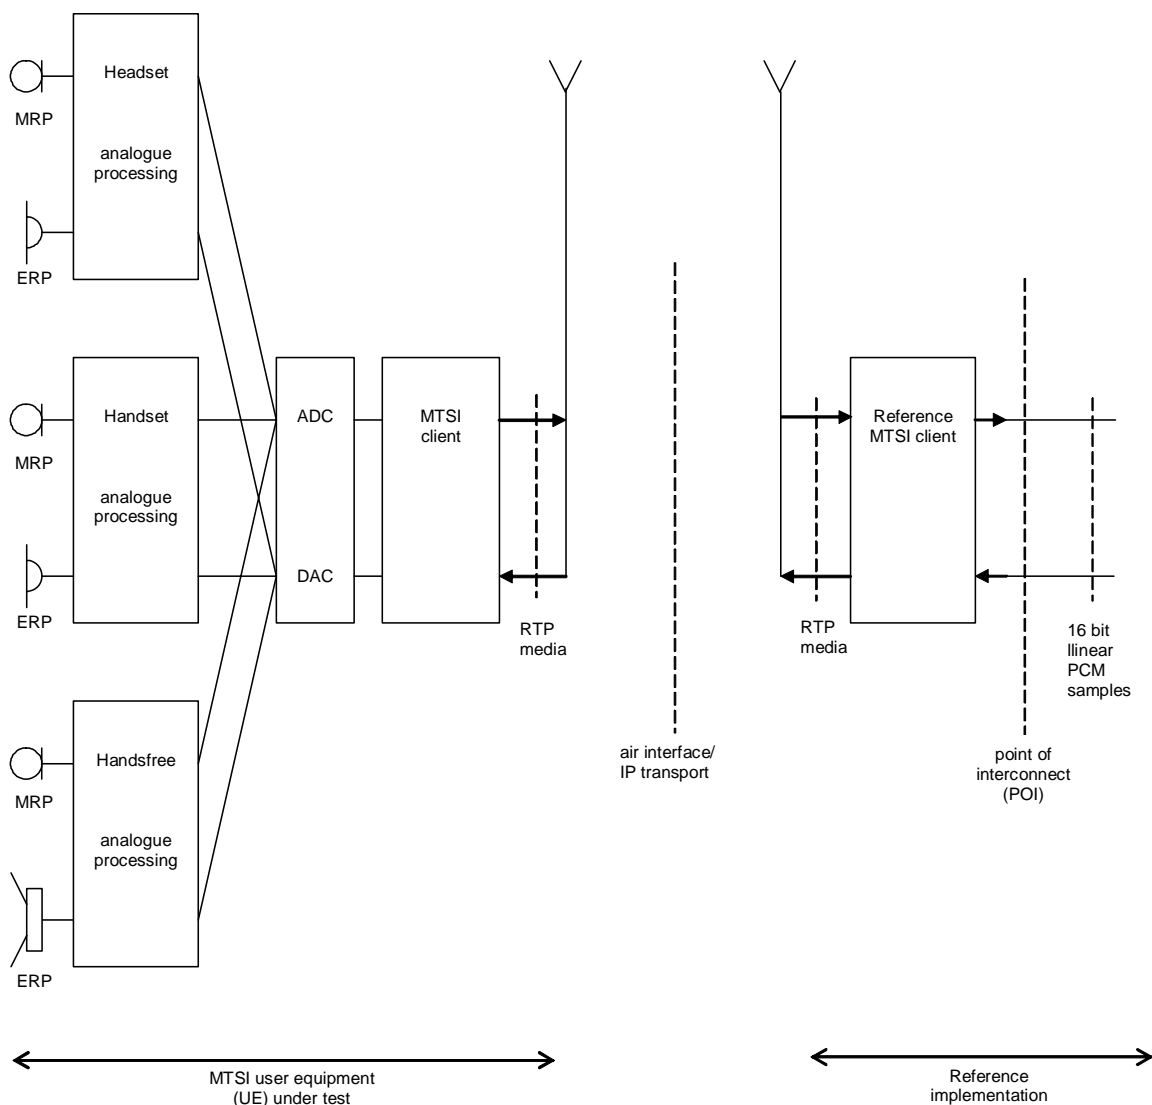 Headset
MRP
analogue
processing
ERP
Handset
MRP
analogue
processing
ERP
Handsfree
MRP
analogue
processing
ERP
ADC
DAC
MTSI
client
RTP
media
air interface/
IP transport
RTP
media
Reference
MTSI client
16 bit
llinear
PCM
samples
point of
interconnect
(POI)
MTSI user equipment
(UE) under test
Reference
implementation